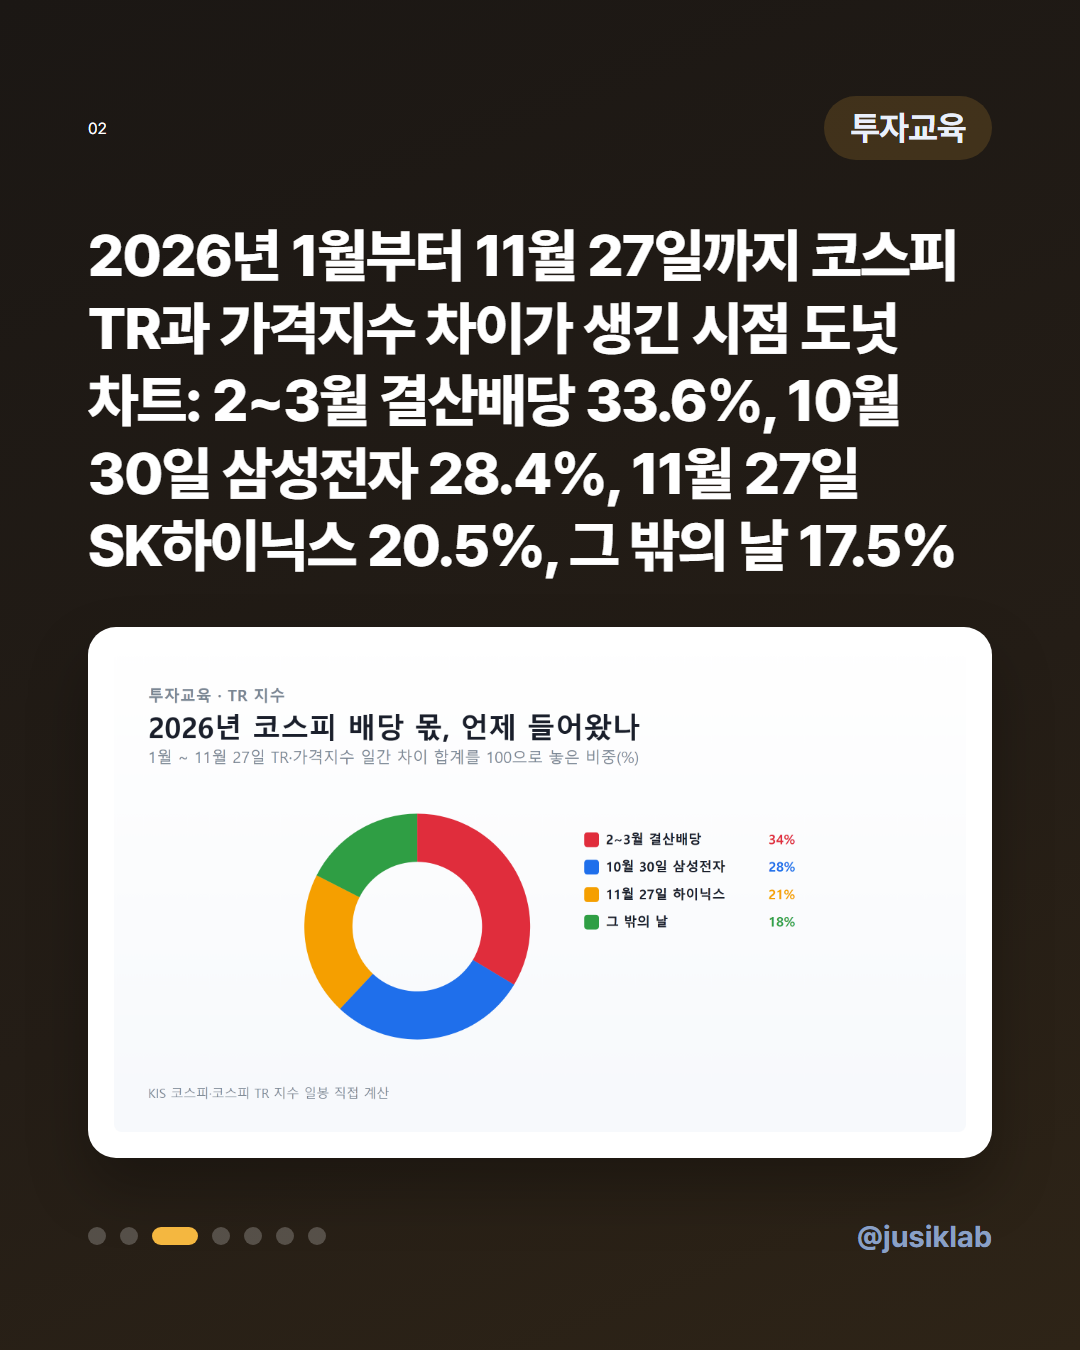 02
투자교육
2026년 1월부터 11월 27일까지 코스피
TR과 가격지수 차이가 생긴 시점 도넛
차트: 2~3월 결산배당 33.6%, 10월
30일 삼성전자 28.4%, 11월 27일
SK하이닉스 20.5%, 그 밖의 날 17.5%
투자교육 · TR 지수
2026년 코스피 배당 몫, 언제 들어왔나
1월 ~ 11월 27일 TR·가격지수 일간 차이 합계를 100으로 놓은 비중(%)
2~3월 결산배당 34%
10월 30일 삼성전자 28%
11월 27일 하이닉스 21%
그 밖의 날 18%
KIS 코스피·코스피 TR 지수 일봉 직접 계산
@jusiklab